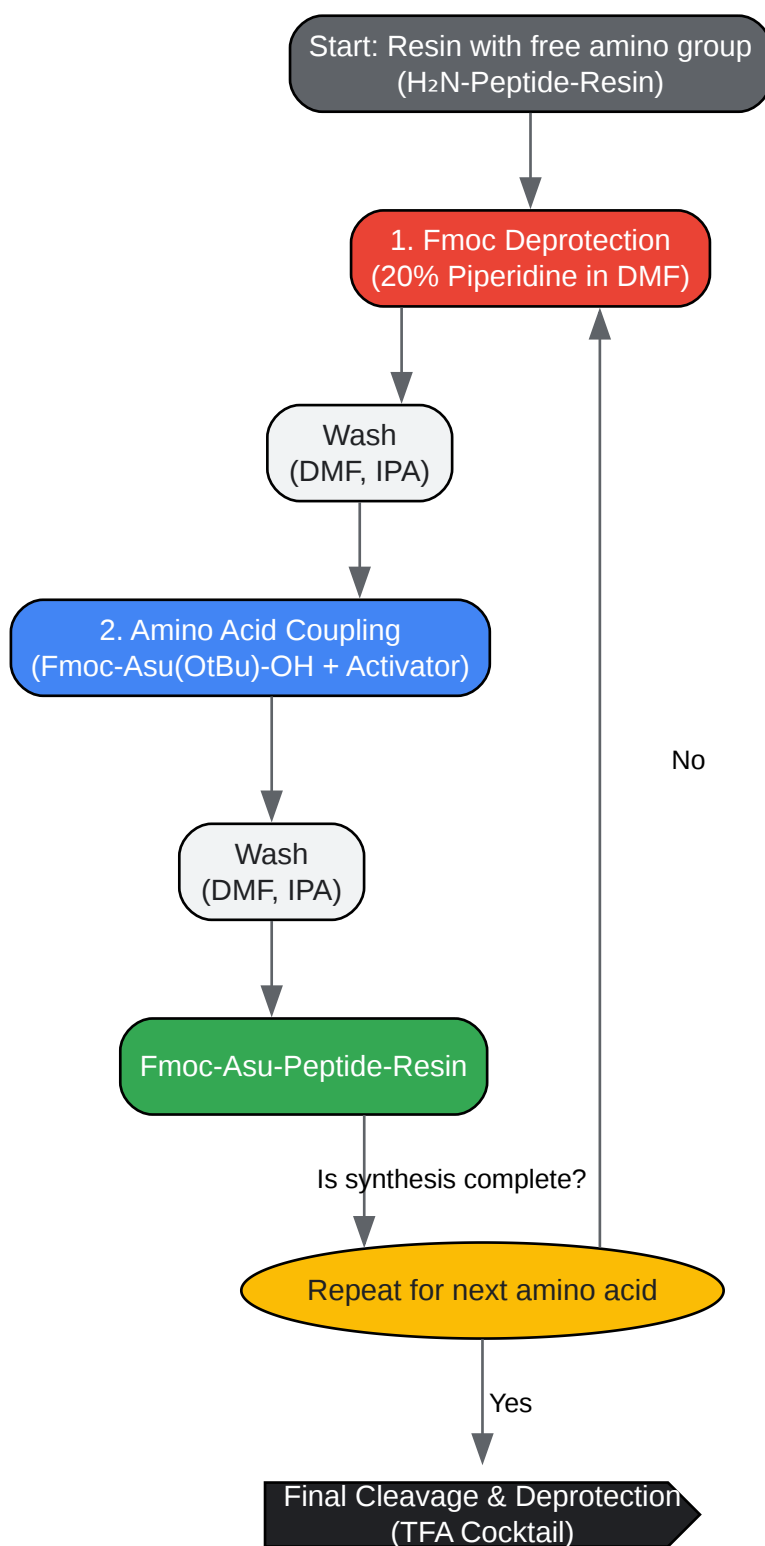 Start: Resin with free amino group
(H₂N-Peptide-Resin)
1. Fmoc Deprotection
(20% Piperidine in DMF)
Wash
(DMF, IPA)
2. Amino Acid Coupling
(Fmoc-Asu(OtBu)-OH + Activator)
No
Wash
(DMF, IPA)
Fmoc-Asu-Peptide-Resin
Is synthesis complete?
Repeat for next amino acid
Yes
Final Cleavage & Deprotection
(TFA Cocktail)